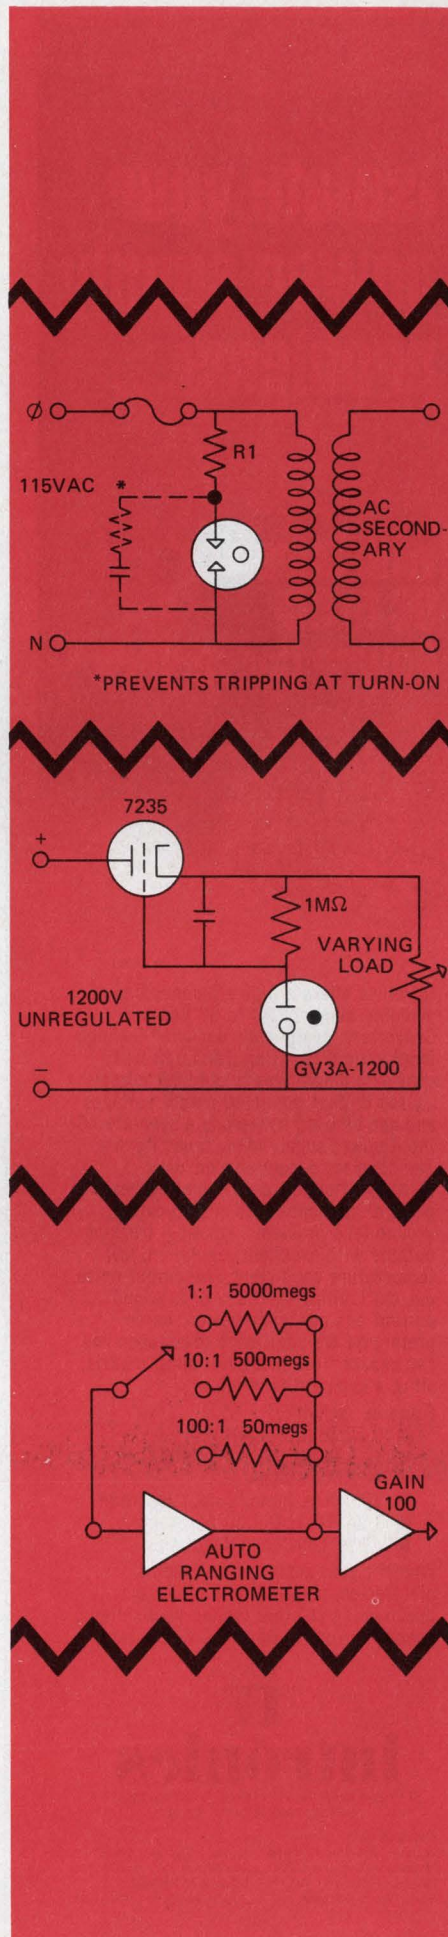 Ø
R1
115VAC *
AC
SECOND-
ARY
N
*PREVENTS TRIPPING AT TURN-ON
7235
+
1MΩ
VARYING
LOAD
1200V
UNREGULATED
GV3A-1200
−
1:1 5000megs
10:1 500megs
100:1 50megs
GAIN
100
AUTO
RANGING
ELECTROMETER